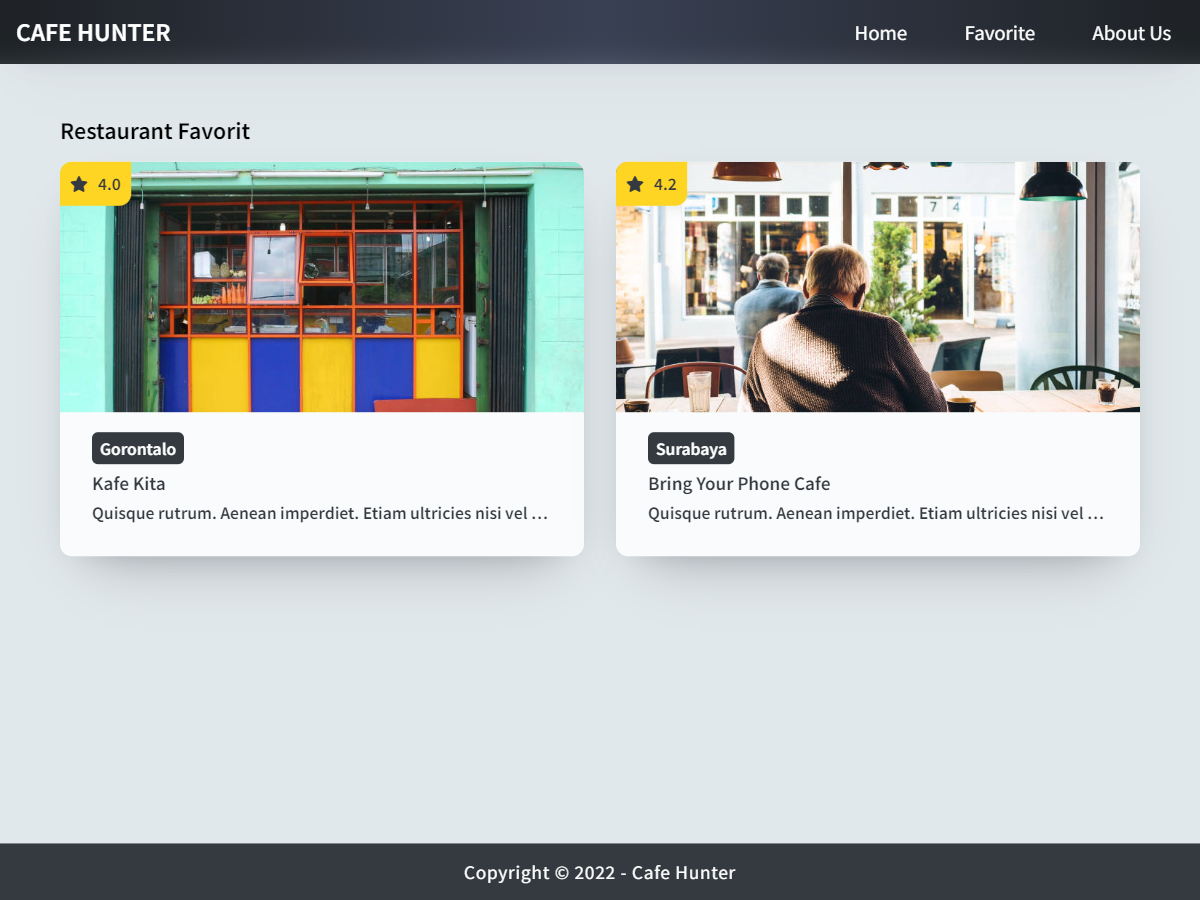 CAFE HUNTER
Home Favorite About Us
Restaurant Favorit
4.0
Gorontalo
Kafe Kita
Quisque rutrum. Aenean imperdiet. Etiam ultricies nisi vel …
4.2
7 4
Surabaya
Bring Your Phone Cafe
Quisque rutrum. Aenean imperdiet. Etiam ultricies nisi vel …
Copyright © 2022 - Cafe Hunter